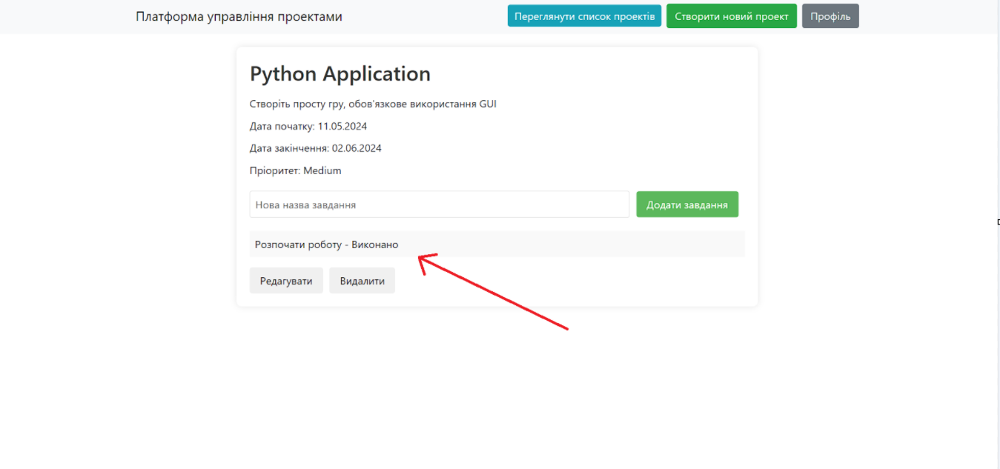 Платформа управління проектами
Переглянути список проектів
Створити новий проект
Профіль
Python Application
Створіть просту гру, обов'язкове використання GUI
Дата початку: 11.05.2024
Дата закінчення: 02.06.2024
Пріоритет: Medium
Нова назва завдання
Додати завдання
Розпочати роботу - Виконано
Редагувати
Видалити